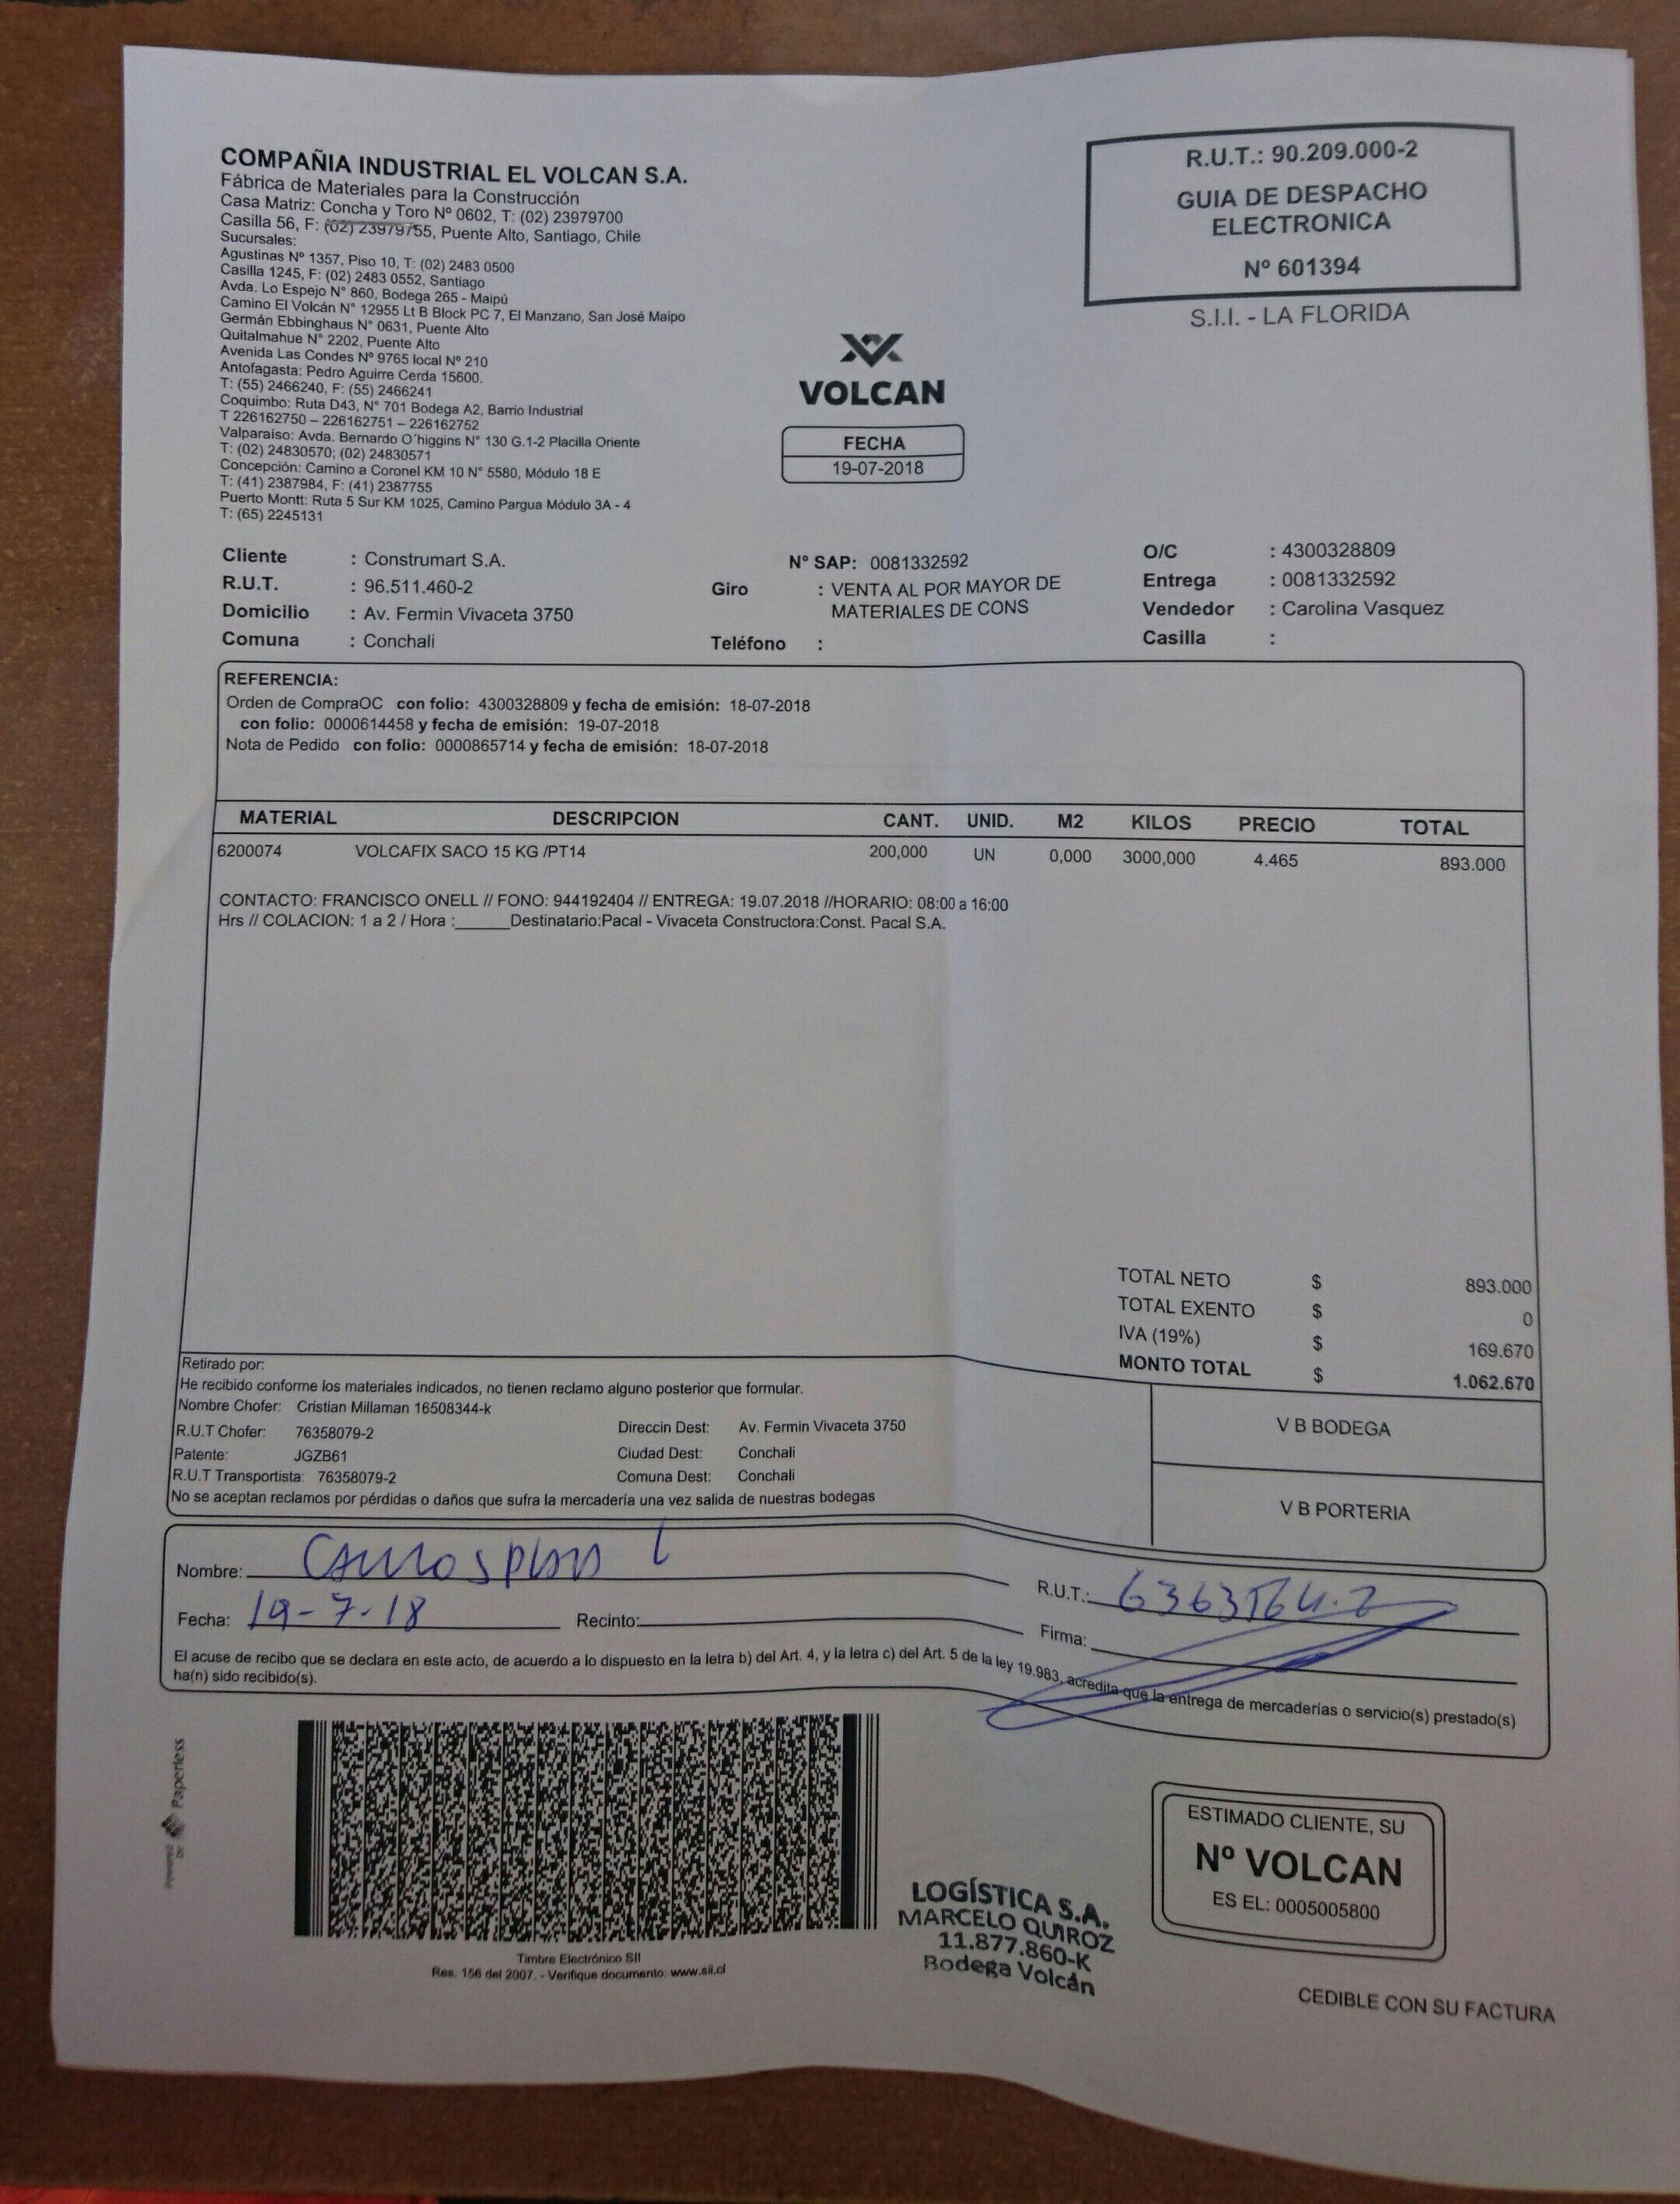 COMPAÑIA INDUSTRIAL EL VOLCAN S.A.
Fábrica de Materiales para la Construcción
Casa Matriz: Concha y Toro Nº 0602, T: (02) 23979700
Casilla 56, F: (02) 23979755, Puente Alto, Santiago, Chile
Sucursales:
Agustinas Nº 1357, Piso 10, T: (02) 2483 0500
Casilla 1245, F: (02) 2483 0552, Santiago
Avda. Lo Espejo N° 860, Bodega 265 - Maipú
Camino El Volcán N° 12955 Lt B Block PC 7, El Manzano, San José Maipo
Germán Ebbinghaus N° 0631, Puente Alto
Quitalmahue N° 2202, Puente Alto
Avenida Las Condes Nº 9765 local Nº 210
Antofagasta: Pedro Aguirre Cerda 15600.
T: (55) 2466240, F: (55) 2466241
Coquimbo: Ruta D43, N° 701 Bodega A2, Barrio Industrial
T 226162750 – 226162751 – 226162752
Valparaíso: Avda. Bernardo O´higgins N° 130 G.1-2 Placilla Oriente
T: (02) 24830570; (02) 24830571
Concepción: Camino a Coronel KM 10 N° 5580, Módulo 18 E
T: (41) 2387984, F: (41) 2387755
Puerto Montt: Ruta 5 Sur KM 1025, Camino Pargua Módulo 3A - 4
T: (65) 2245131
VOLCAN
FECHA
19-07-2018
R.U.T.: 90.209.000-2
GUIA DE DESPACHO
ELECTRONICA
Nº 601394
S.I.I. - LA FLORIDA
Cliente : Construmart S.A. N° SAP: 0081332592 O/C : 4300328809
R.U.T. : 96.511.460-2 Giro : VENTA AL POR MAYOR DE Entrega : 0081332592
Domicilio : Av. Fermin Vivaceta 3750 MATERIALES DE CONS Vendedor : Carolina Vasquez
Comuna : Conchali Teléfono : Casilla :
REFERENCIA:
Orden de CompraOC con folio: 4300328809 y fecha de emisión: 18-07-2018
con folio: 0000614458 y fecha de emisión: 19-07-2018
Nota de Pedido con folio: 0000865714 y fecha de emisión: 18-07-2018
MATERIAL DESCRIPCION CANT. UNID. M2 KILOS PRECIO TOTAL
6200074 VOLCAFIX SACO 15 KG /PT14 200,000 UN 0,000 3000,000 4.465 893.000
CONTACTO: FRANCISCO ONELL // FONO: 944192404 // ENTREGA: 19.07.2018 //HORARIO: 08:00 a 16:00
Hrs // COLACION: 1 a 2 / Hora :______Destinatario:Pacal - Vivaceta Constructora:Const. Pacal S.A.
TOTAL NETO $ 893.000
TOTAL EXENTO $ 0
IVA (19%) $ 169.670
MONTO TOTAL $ 1.062.670
Retirado por:
He recibido conforme los materiales indicados, no tienen reclamo alguno posterior que formular.
Nombre Chofer: Cristian Millaman 16508344-k
R.U.T Chofer: 76358079-2 Direccin Dest: Av. Fermin Vivaceta 3750
Patente: JGZB61 Ciudad Dest: Conchali
R.U.T Transportista: 76358079-2 Comuna Dest: Conchali
No se aceptan reclamos por pérdidas o daños que sufra la mercadería una vez salida de nuestras bodegas
V B BODEGA
V B PORTERIA
Nombre: R.U.T.:
Fecha: 19-7-18 Recinto: Firma:
El acuse de recibo que se declara en este acto, de acuerdo a lo dispuesto en la letra b) del Art. 4, y la letra c) del Art. 5 de la ley 19.983, acredita que la entrega de mercaderías o servicio(s) prestado(s)
ha(n) sido recibido(s).
Powered by Paperless
Timbre Electrónico SII
Res. 156 del 2007. - Verifique documento: www.sii.cl
LOGÍSTICA S.A.
MARCELO QUIROZ
11.877.860-K
Bodega Volcán
ESTIMADO CLIENTE, SU
Nº VOLCAN
ES EL: 0005005800
CEDIBLE CON SU FACTURA